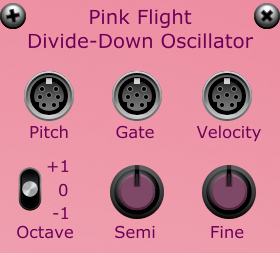 Pink Flight
Divide-Down Oscillator
Pitch Gate Velocity
+1
0
-1
Octave Semi Fine